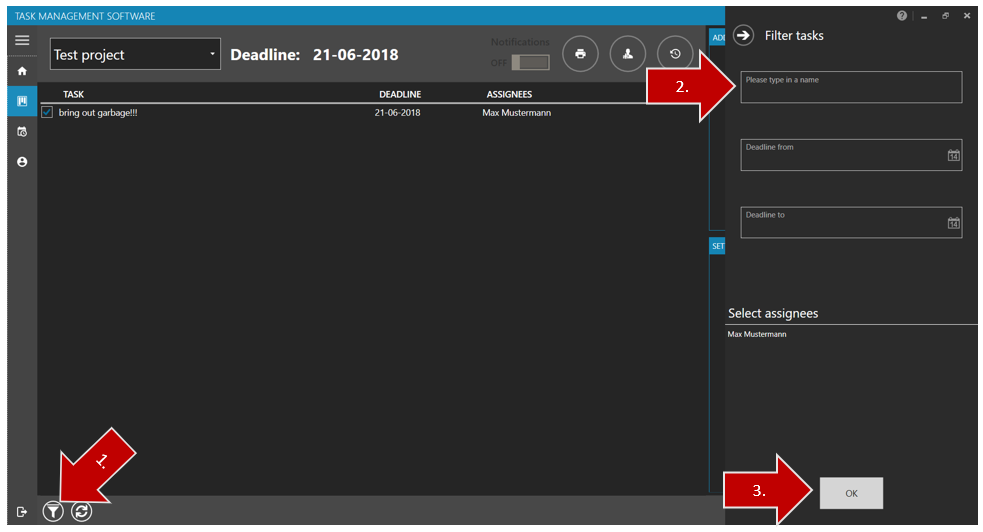 TASK MANAGEMENT SOFTWARE
Test project
Deadline: 21-06-2018
Notifications
OFF
ADD
Filter tasks
2.
Please type in a name
TASK DEADLINE ASSIGNEES
bring out garbage!!! 21-06-2018 Max Mustermann
Deadline from
14
Deadline to
14
SET
Select assignees
Max Mustermann
1.
3.
OK